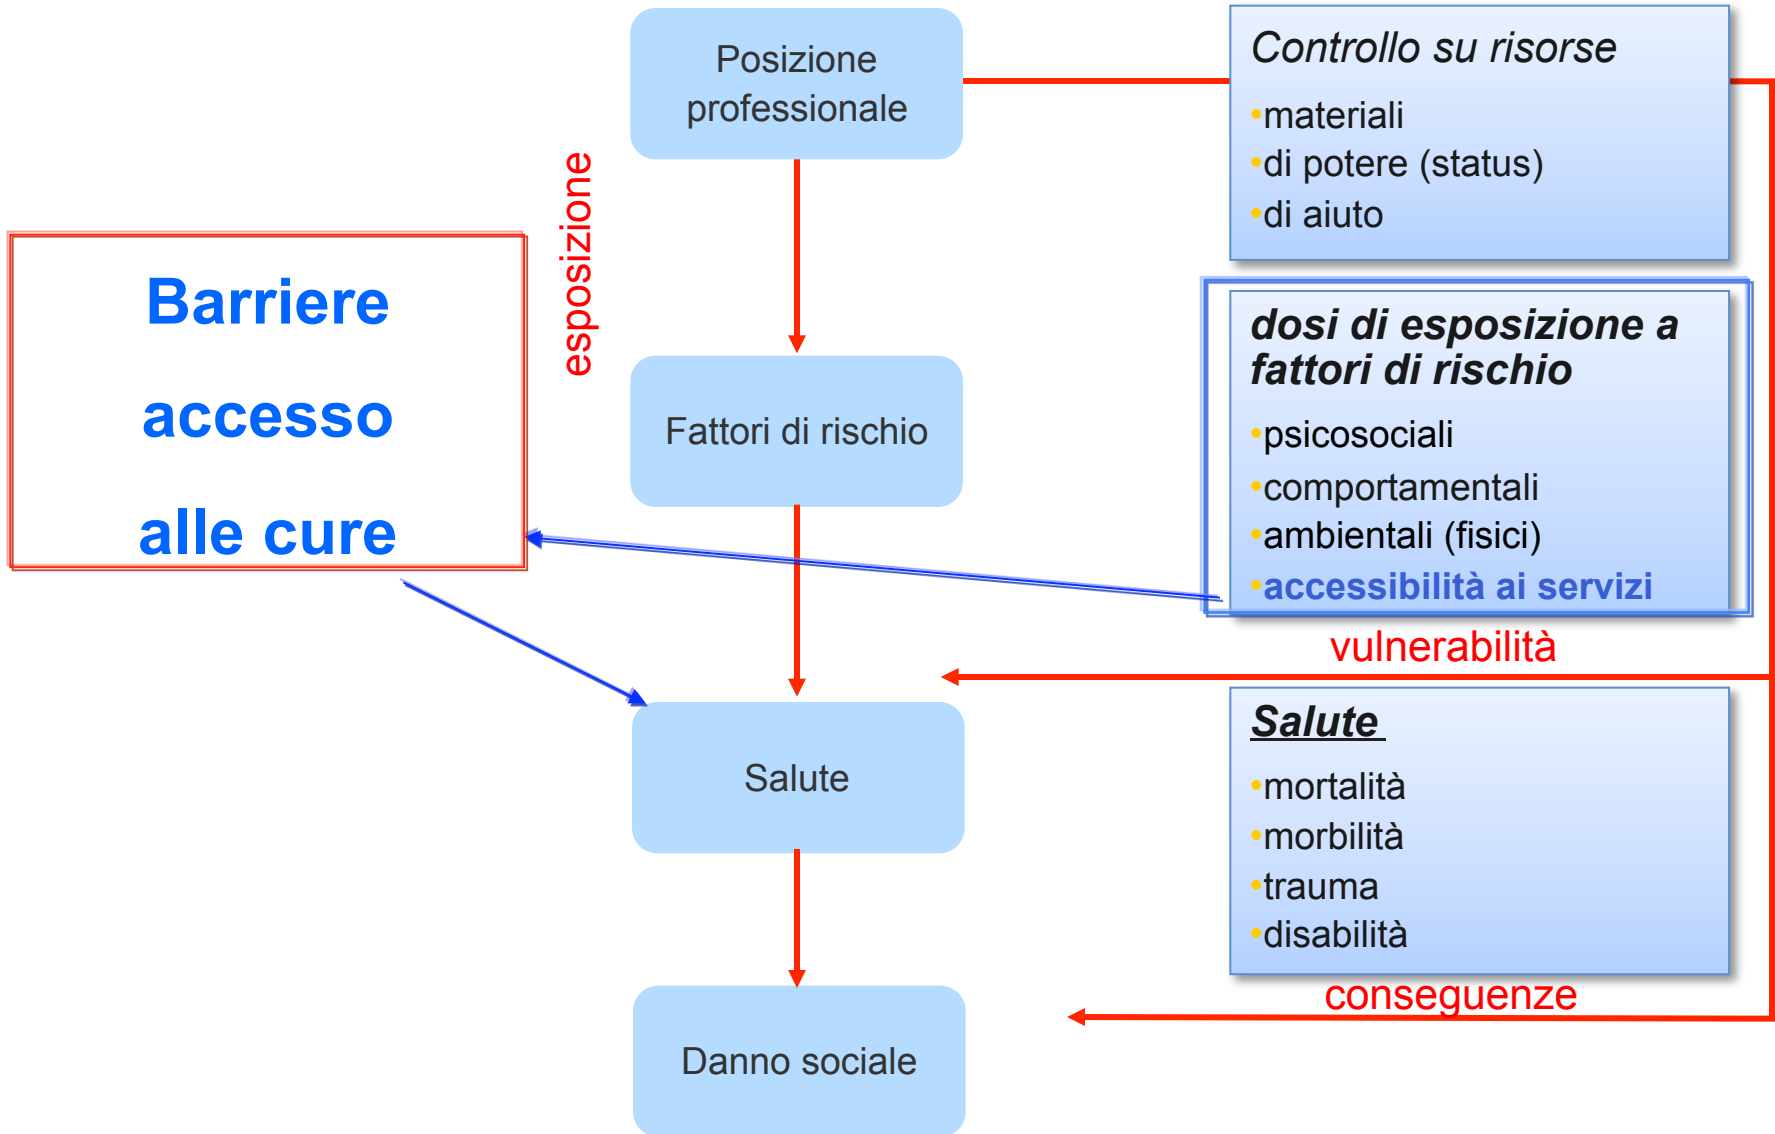 Posizione
professionale
Controllo su risorse
•materiali
•di potere (status)
•di aiuto
esposizione
Barriere
accesso
alle cure
Fattori di rischio
dosi di esposizione a
fattori di rischio
•psicosociali
•comportamentali
•ambientali (fisici)
•accessibilità ai servizi
vulnerabilità
Salute
Salute
•mortalità
•morbilità
•trauma
•disabilità
conseguenze
Danno sociale